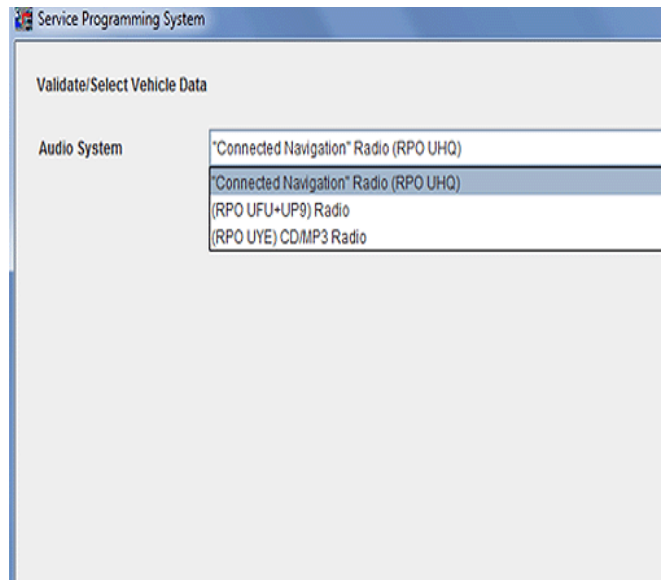 Service Programming System
Validate/Select Vehicle Data
Audio System
"Connected Navigation" Radio (RPO UHQ)
"Connected Navigation" Radio (RPO UHQ)
(RPO UFU+UP9) Radio
(RPO UYE) CD/MP3 Radio